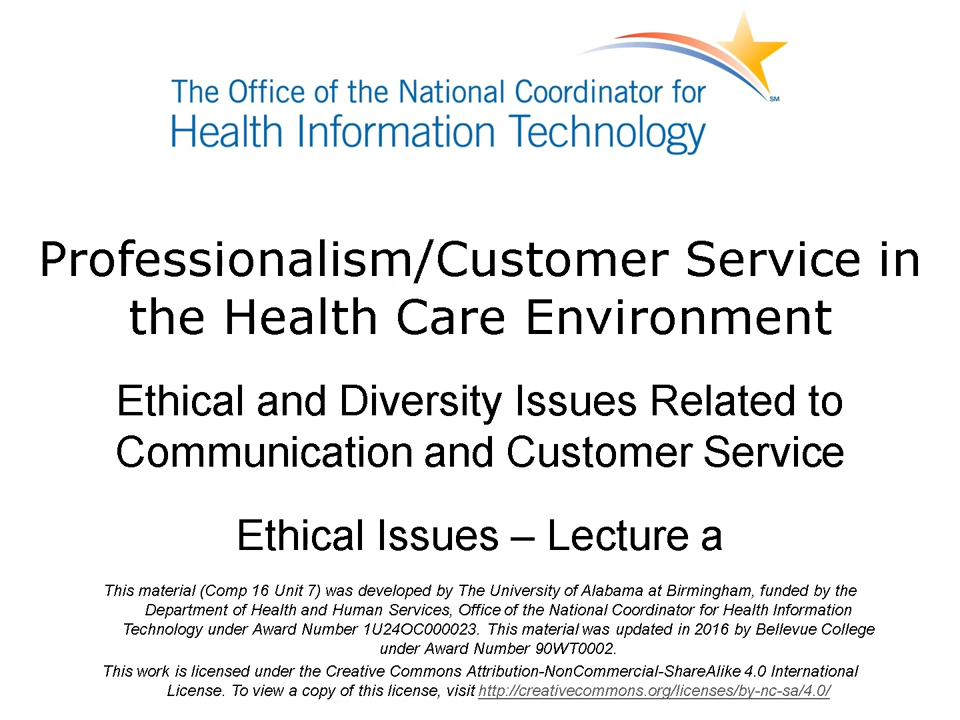 The Office of the National Coordinator for
Health Information Technology
SM
Professionalism/Customer Service in
the Health Care Environment
Ethical and Diversity Issues Related to
Communication and Customer Service
Ethical Issues – Lecture a
This material (Comp 16 Unit 7) was developed by The University of Alabama at Birmingham, funded by the
Department of Health and Human Services, Office of the National Coordinator for Health Information
Technology under Award Number 1U24OC000023. This material was updated in 2016 by Bellevue College
under Award Number 90WT0002.
This work is licensed under the Creative Commons Attribution-NonCommercial-ShareAlike 4.0 International
License. To view a copy of this license, visit http://creativecommons.org/licenses/by-nc-sa/4.0/